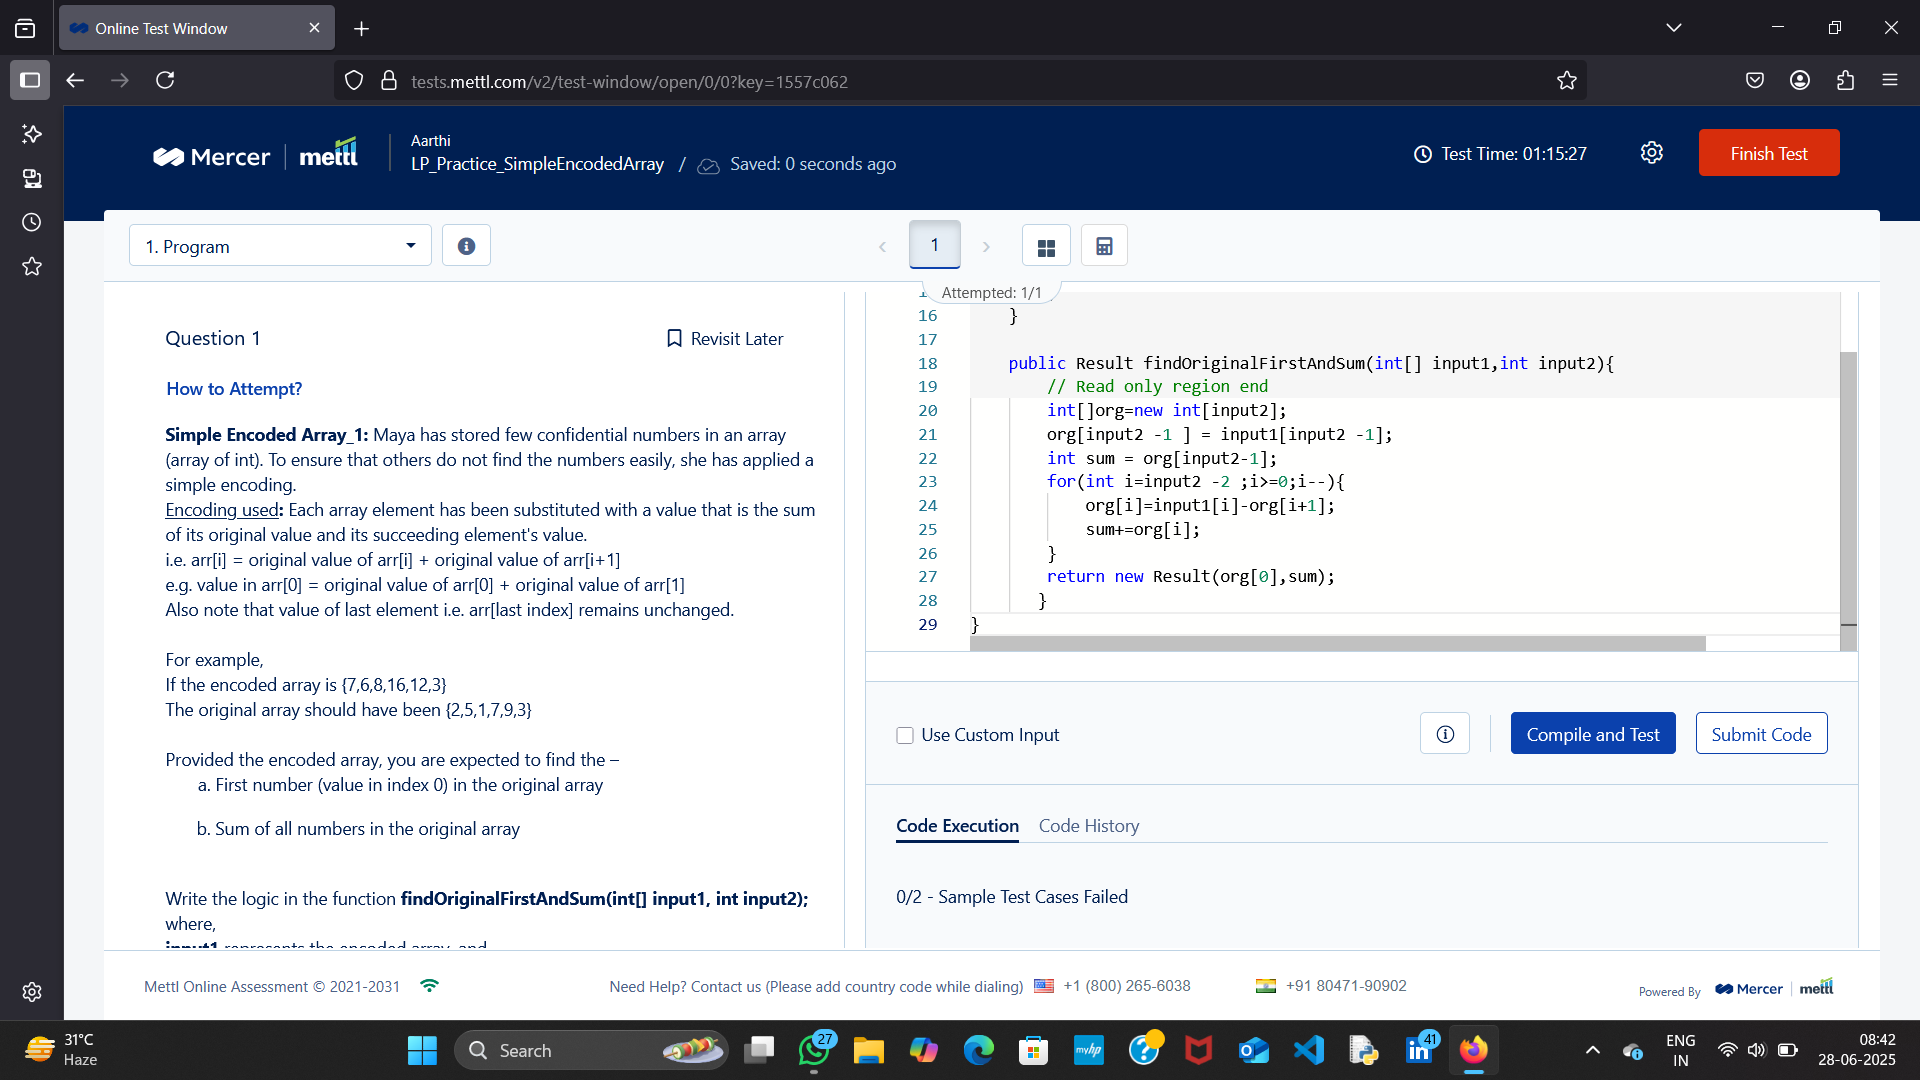 Online Test Window
tests.mettl.com/v2/test-window/open/0/0?key=1557c062
Mercer | mettl
Aarthi
LP_Practice_SimpleEncodedArray / Saved: 0 seconds ago
Test Time: 01:15:27
Finish Test
1. Program
1
Attempted: 1/1
Question 1
Revisit Later
How to Attempt?
Simple Encoded Array_1: Maya has stored few confidential numbers in an array
(array of int). To ensure that others do not find the numbers easily, she has applied a
simple encoding.
Encoding used: Each array element has been substituted with a value that is the sum
of its original value and its succeeding element's value.
i.e. arr[i] = original value of arr[i] + original value of arr[i+1]
e.g. value in arr[0] = original value of arr[0] + original value of arr[1]
Also note that value of last element i.e. arr[last index] remains unchanged.
For example,
If the encoded array is {7,6,8,16,12,3}
The original array should have been {2,5,1,7,9,3}
Provided the encoded array, you are expected to find the –
a. First number (value in index 0) in the original array
b. Sum of all numbers in the original array
Write the logic in the function findOriginalFirstAndSum(int[] input1, int input2);
where,
input1 represents the encoded array, and
16 }
17
18 public Result findOriginalFirstAndSum(int[] input1,int input2){
19 // Read only region end
20 int[]org=new int[input2];
21 org[input2 -1 ] = input1[input2 -1];
22 int sum = org[input2-1];
23 for(int i=input2 -2 ;i>=0;i--){
24 org[i]=input1[i]-org[i+1];
25 sum+=org[i];
26 }
27 return new Result(org[0],sum);
28 }
29 }
Use Custom Input
Compile and Test
Submit Code
Code Execution Code History
0/2 - Sample Test Cases Failed
Mettl Online Assessment © 2021-2031
Need Help? Contact us (Please add country code while dialing) +1 (800) 265-6038 +91 80471-90902
Powered By Mercer | mettl
31°C
Haze
Search
27
myhp
41
ENG
IN
08:42
28-06-2025